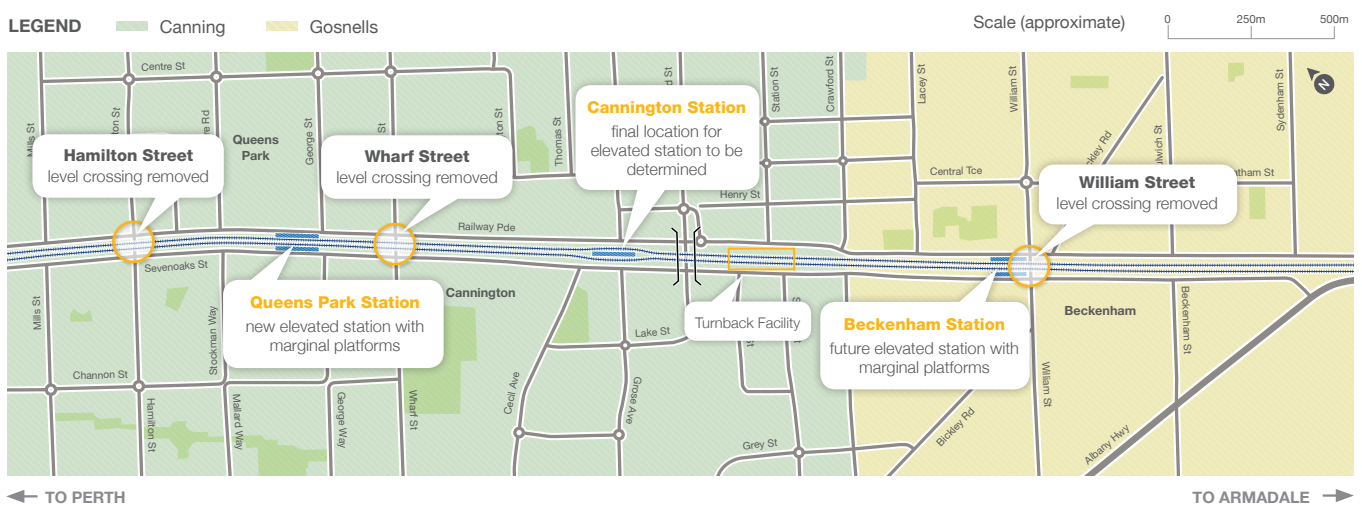 LEGEND
Canning
Gosnells
Scale (approximate)
0
250m
500m
N
Centre St
Mills St
Queens
Park
George St
Thomas St
Station St
Crawford St
Lacey St
William St
Sydenham St
Hamilton Street
level crossing removed
Wharf Street
level crossing removed
Cannington Station
final location for
elevated station to be
determined
William Street
level crossing removed
Central Tce
Henry St
Railway Pde
Sevenoaks St
Queens Park Station
new elevated station with
marginal platforms
Cannington
Turnback Facility
Beckenham Station
future elevated station with
marginal platforms
Beckenham
Beckenham St
Mills St
Stockman Way
Lake St
Channon St
Hamilton St
Mallard Way
George Way
Wharf St
Cecil Ave
Grose Ave
Grey St
Bickley Rd
William St
Albany Hwy
TO PERTH
TO ARMADALE